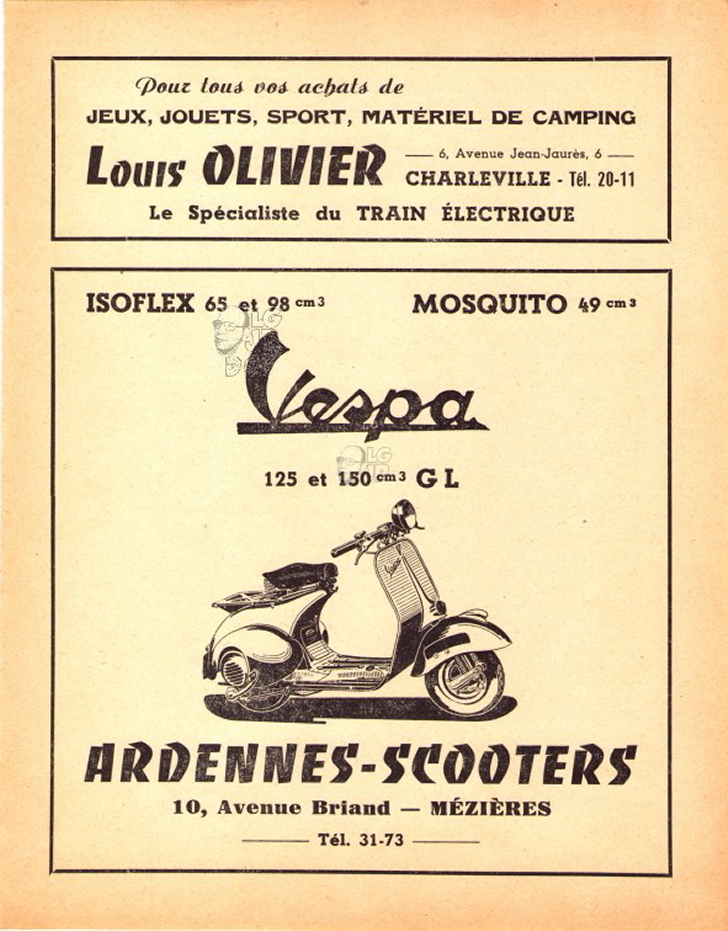 Pour tous vos achats de
JEUX, JOUETS, SPORT, MATÉRIEL DE CAMPING
Louis OLIVIER
6, Avenue Jean-Jaurès, 6
CHARLEVILLE - Tél. 20-11
Le Spécialiste du TRAIN ÉLECTRIQUE
ISOFLEX 65 et 98 cm3
MOSQUITO 49 cm3
Vespa
125 et 150 cm3 GL
ARDENNES-SCOOTERS
10, Avenue Briand — MÉZIÈRES
Tél. 31-73